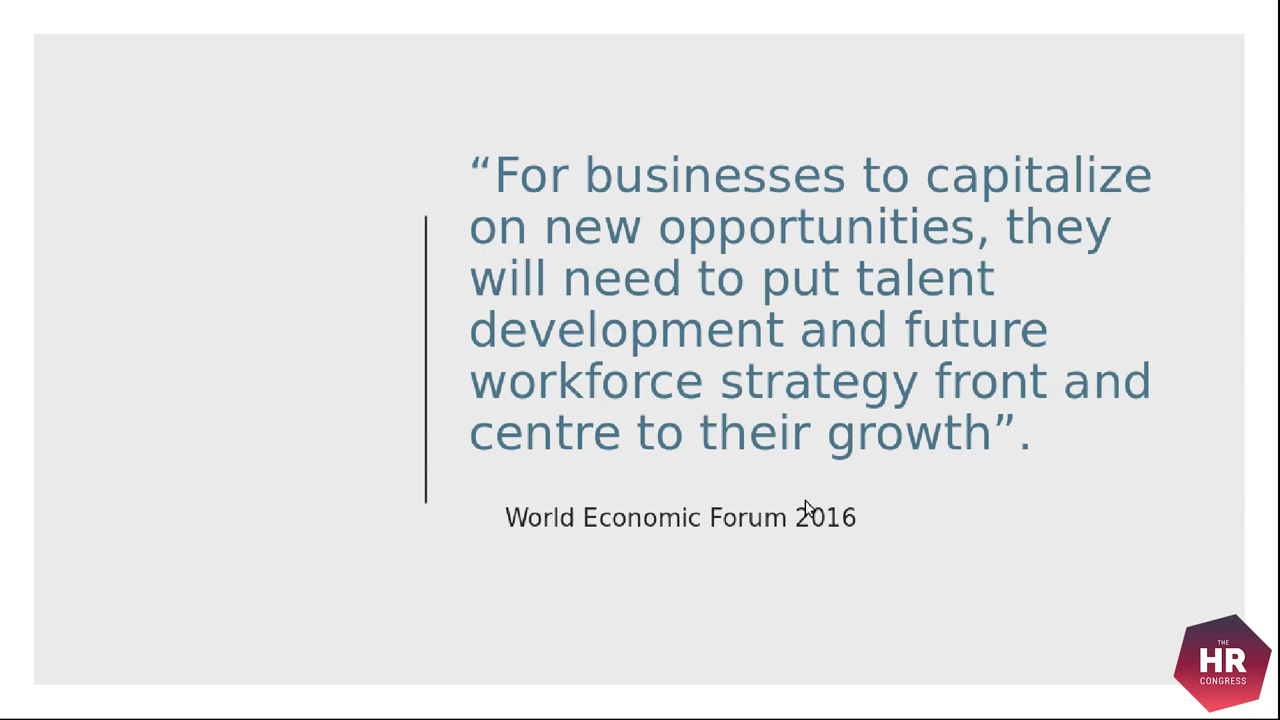 “For businesses to capitalize
on new opportunities, they
will need to put talent
development and future
workforce strategy front and
centre to their growth”.
World Economic Forum 2016
THE
HR
CONGRESS